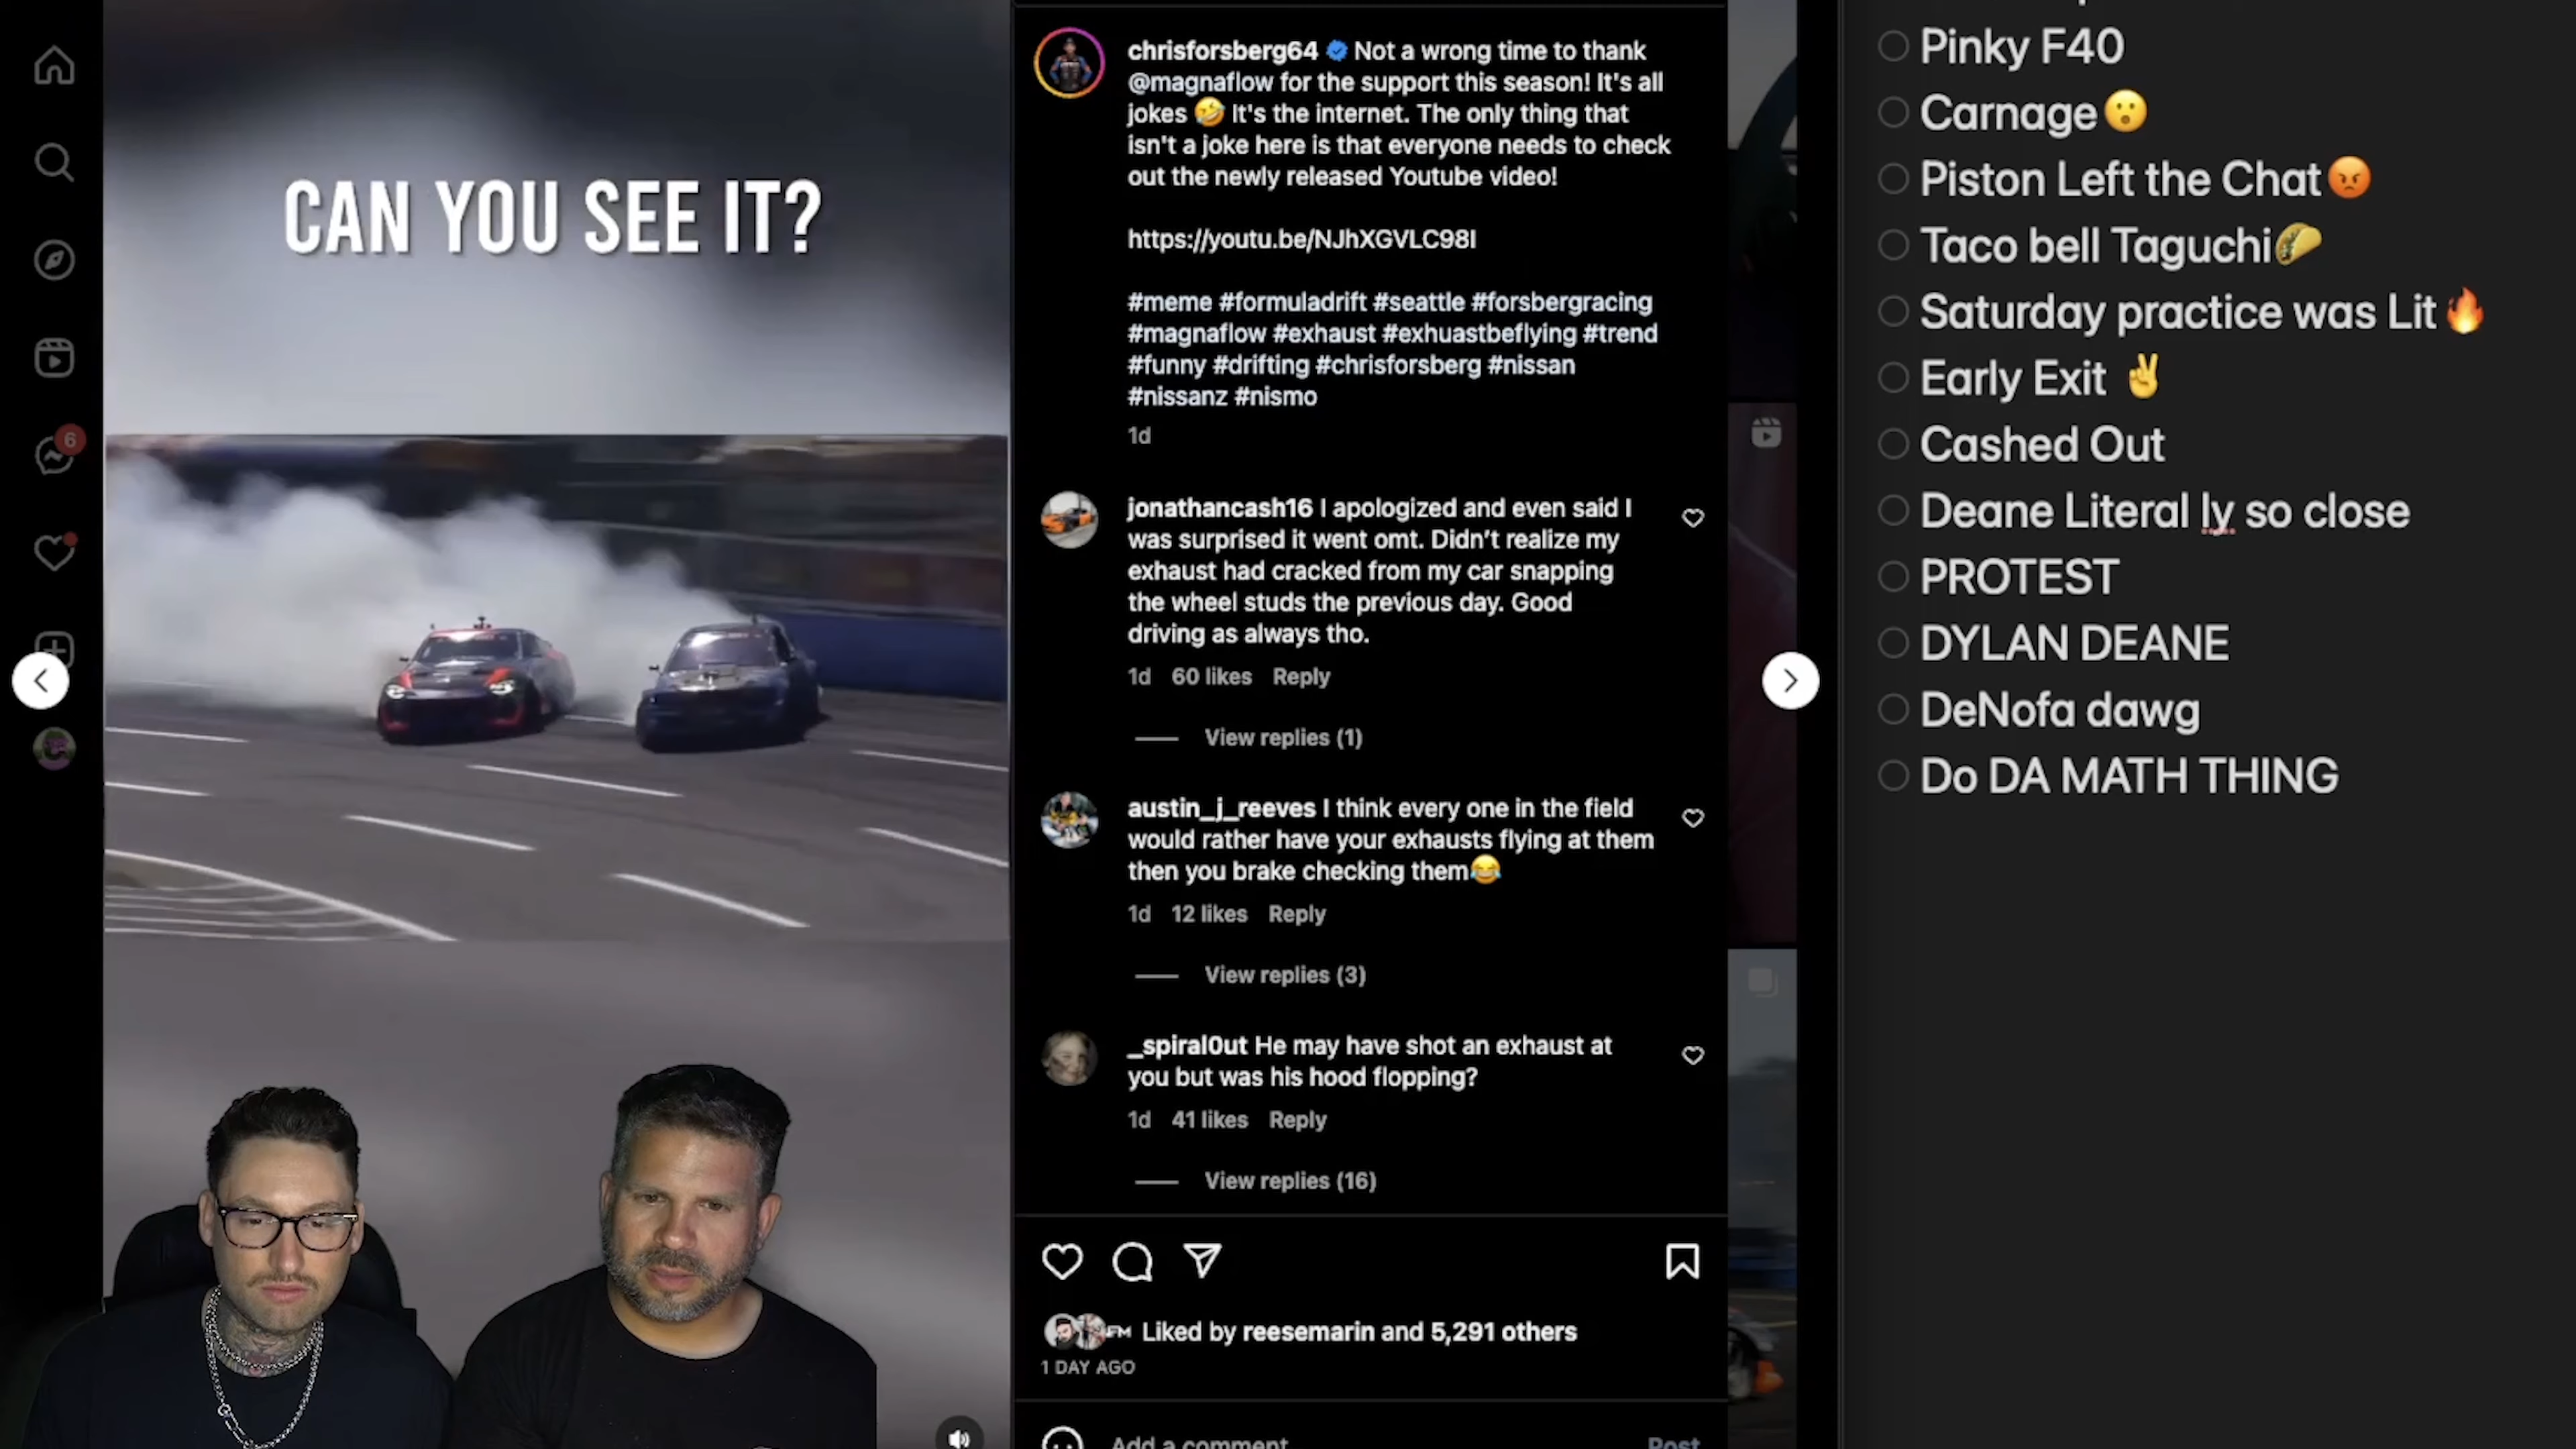 CAN YOU SEE IT?
6
chrisforsberg64 Not a wrong time to thank
@magnaflow for the support this season! It's all
jokes 🤣 It's the internet. The only thing that
isn't a joke here is that everyone needs to check
out the newly released Youtube video!
https://youtu.be/NJhXGVLC98I
#meme #formuladrift #seattle #forsbergracing
#magnaflow #exhaust #exhuastbeflying #trend
#funny #drifting #chrisforsberg #nissan
#nissanz #nismo
1d
jonathancash16 I apologized and even said I
was surprised it went omt. Didn't realize my
exhaust had cracked from my car snapping
the wheel studs the previous day. Good
driving as always tho.
1d 60 likes Reply
View replies (1)
austin_j_reeves I think every one in the field
would rather have your exhausts flying at them
then you brake checking them😂
1d 12 likes Reply
View replies (3)
_spiral0ut He may have shot an exhaust at
you but was his hood flopping?
1d 41 likes Reply
View replies (16)
Liked by reesemarin and 5,291 others
1 DAY AGO
Add a comment
Post
Pinky F40
Carnage😮
Piston Left the Chat😡
Taco bell Taguchi🌮
Saturday practice was Lit🔥
Early Exit ✌️
Cashed Out
Deane Literal ly so close
PROTEST
DYLAN DEANE
DeNofa dawg
Do DA MATH THING